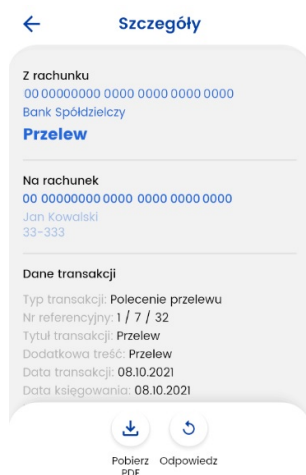 Szczegóły
Z rachunku
00 00000000 0000 0000 0000 0000
Bank Spółdzielczy
Przelew
Na rachunek
00 00000000 0000 0000 0000 0000
Jan Kowalski
33-333
Dane transakcji
Typ transakcji: Polecenie przelewu
Nr referencyjny: 1 / 7 / 32
Tytuł transakcji: Przelew
Dodatkowa treść: Przelew
Data transakcji: 08.10.2021
Data księgowania: 08.10.2021
Pobierz PDF
Odpowiedz